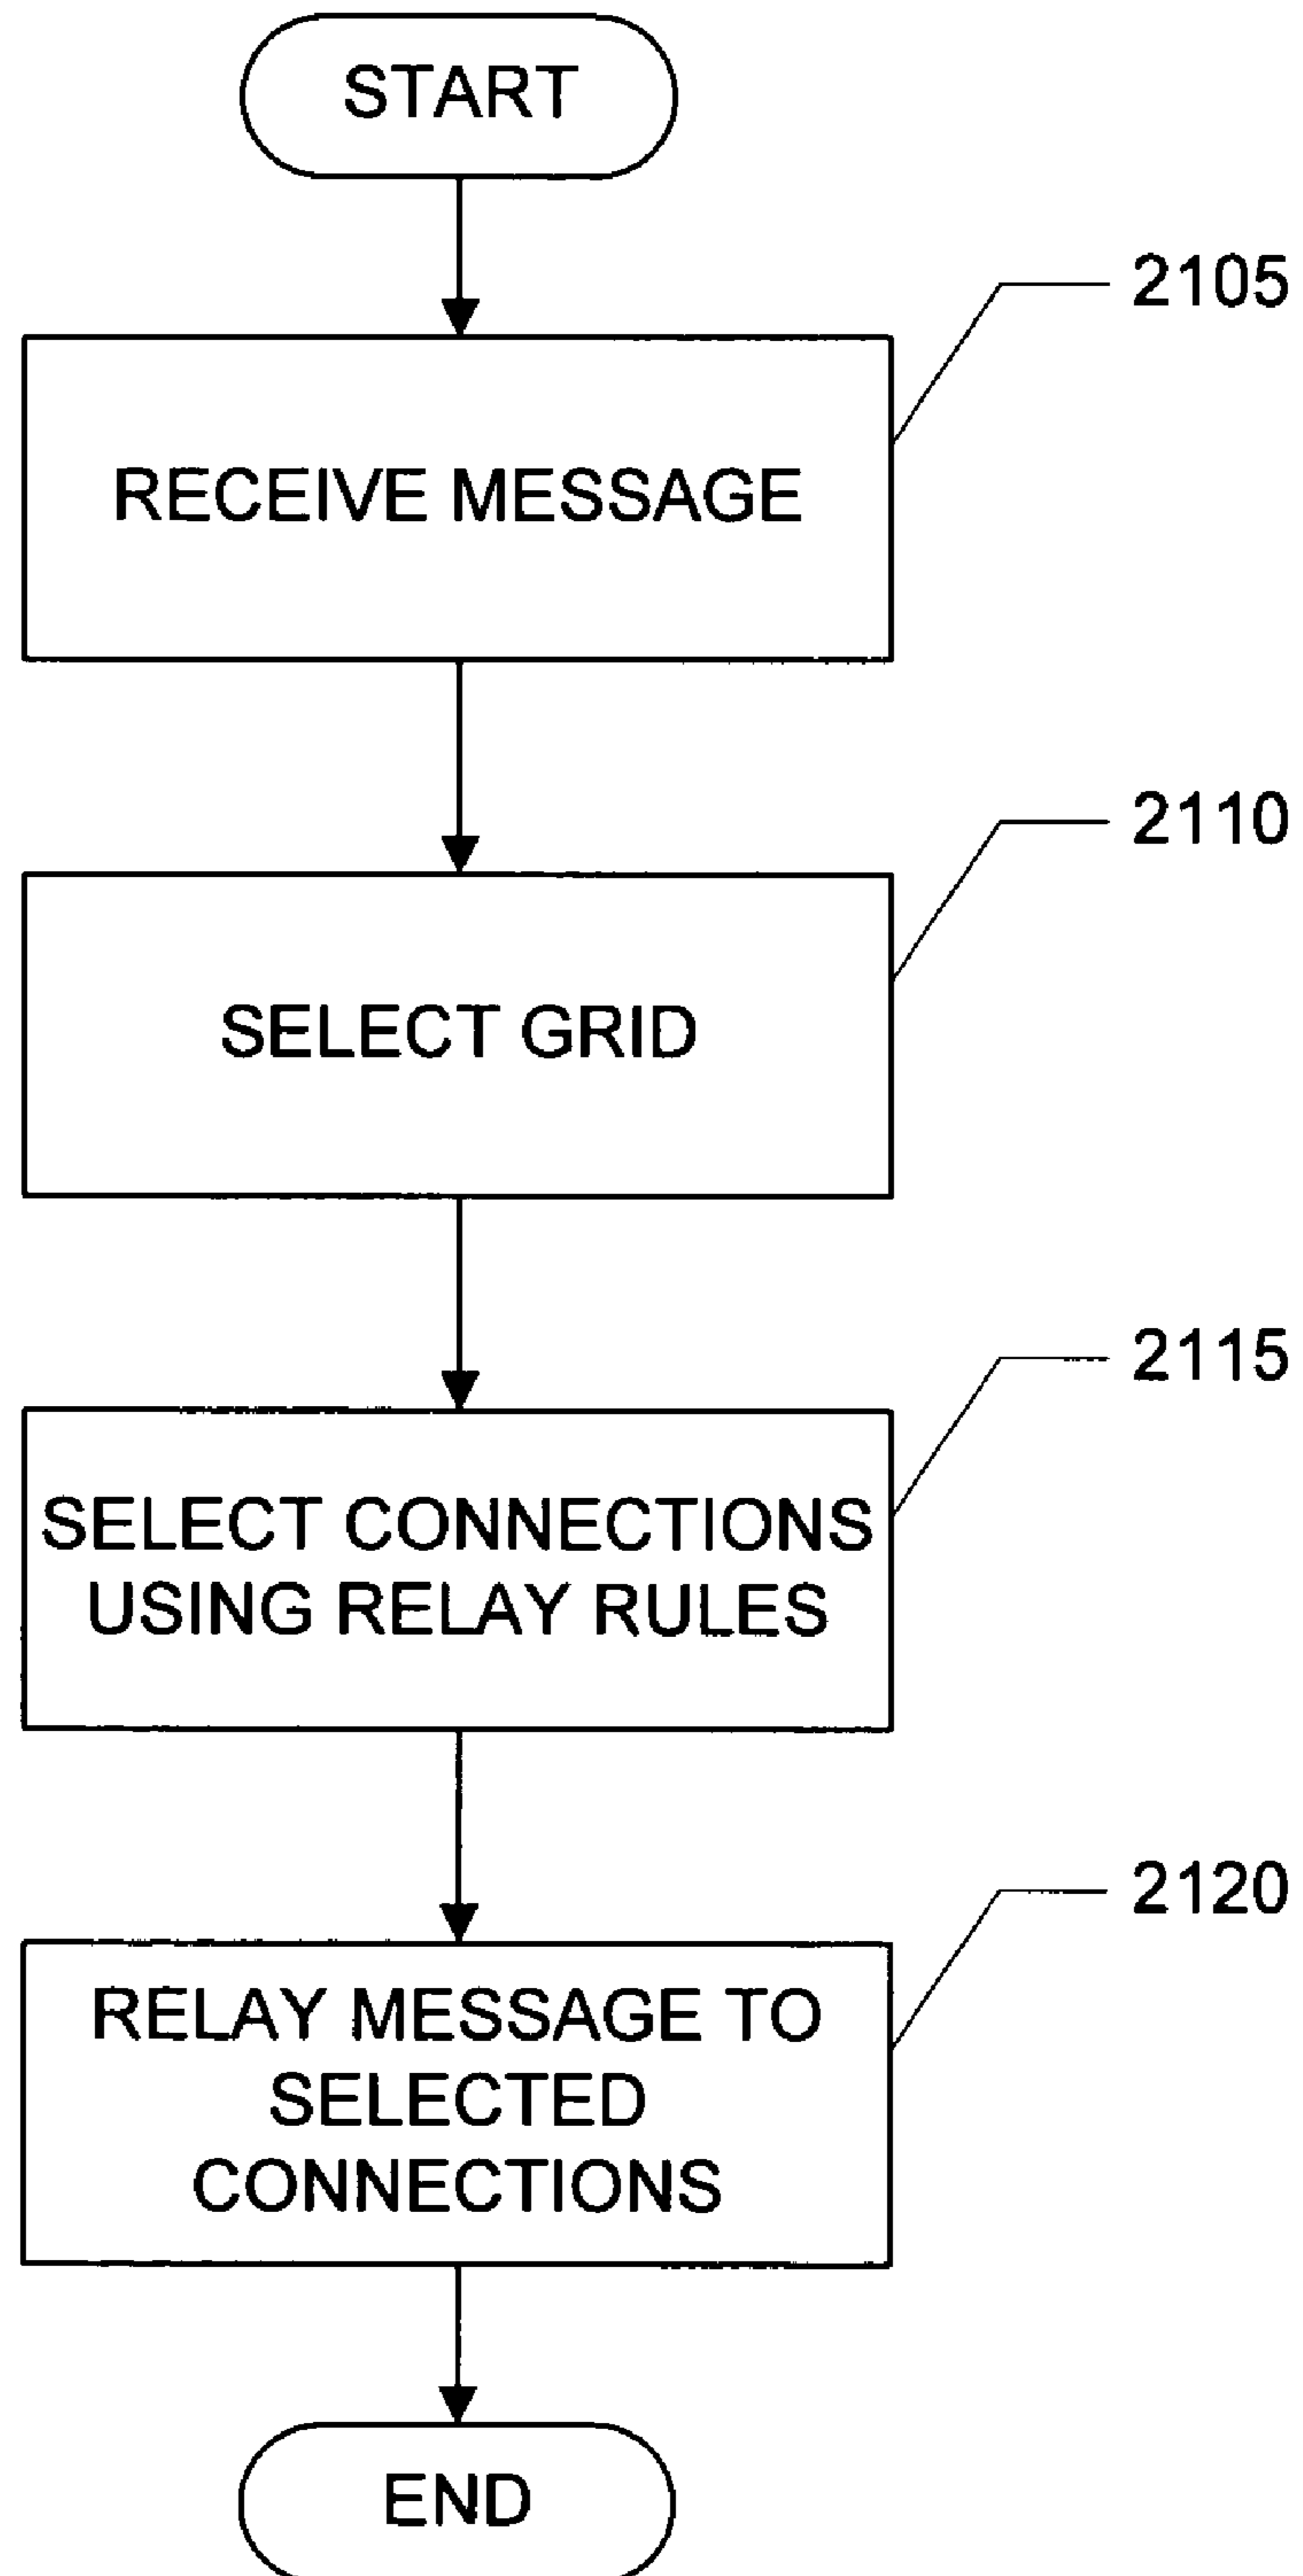 START
2105
RECEIVE MESSAGE
2110
SELECT GRID
2115
SELECT CONNECTIONS
USING RELAY RULES
2120
RELAY MESSAGE TO
SELECTED
CONNECTIONS
END